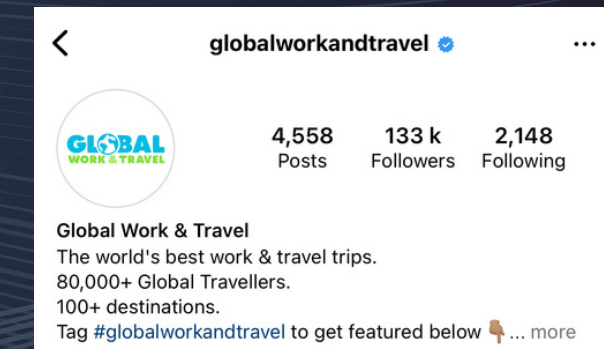 globalworkandtravel
GLOBAL
WORK & TRAVEL
4,558 133 k 2,148
Posts Followers Following
Global Work & Travel
The world's best work & travel trips.
80,000+ Global Travellers.
100+ destinations.
Tag #globalworkandtravel to get featured below 👇🏽... more